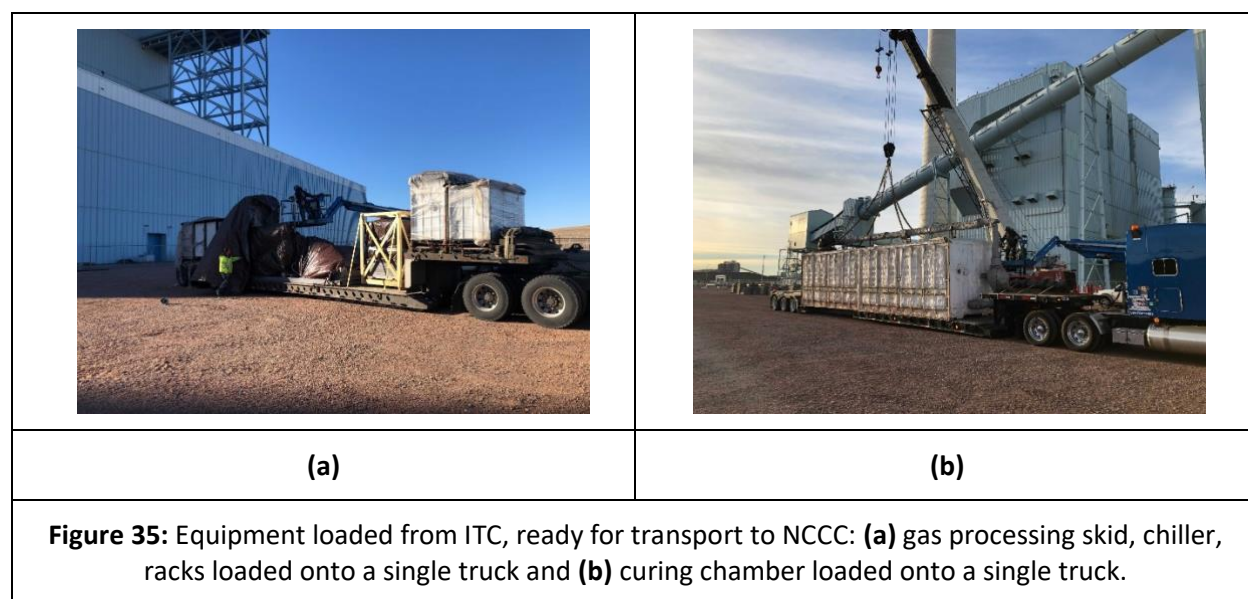 (a)
(b)
Figure 35: Equipment loaded from ITC, ready for transport to NCCC: (a) gas processing skid, chiller,
racks loaded onto a single truck and (b) curing chamber loaded onto a single truck.